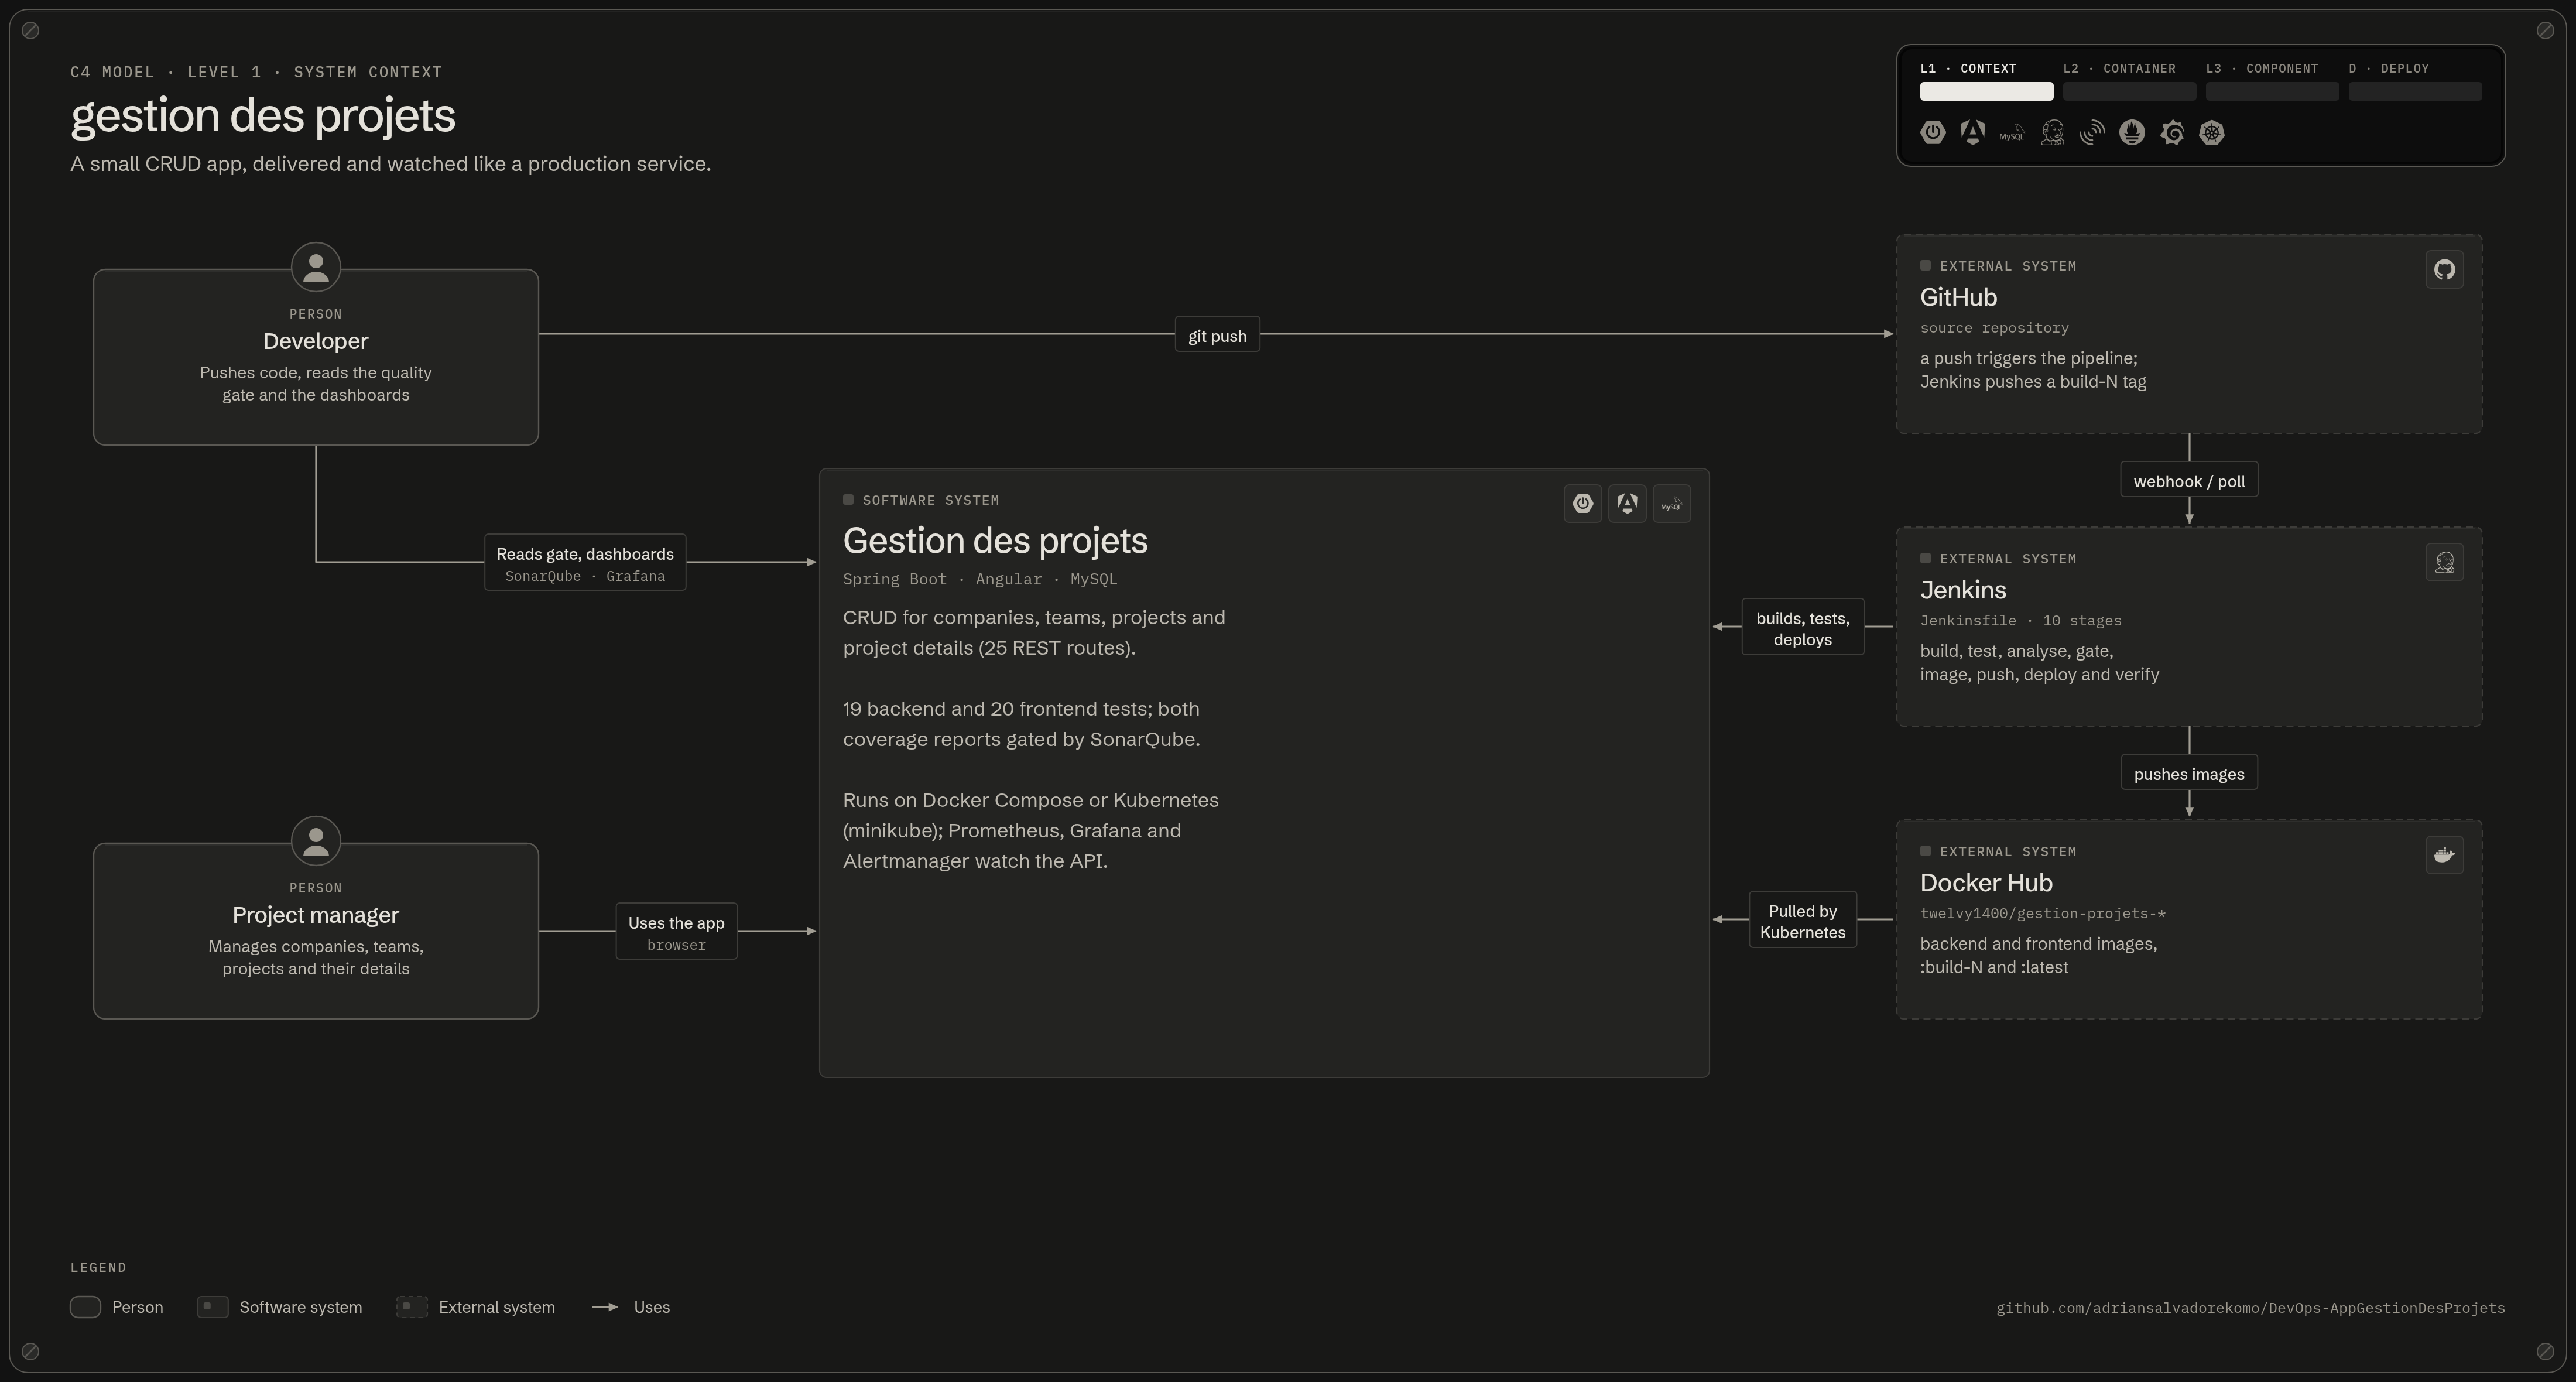 C4 MODEL · LEVEL 1 · SYSTEM CONTEXT
gestion des projets
A small CRUD app, delivered and watched like a production service.
L1 · CONTEXT
L2 · CONTAINER
L3 · COMPONENT
D · DEPLOY
MySQL
PERSON
Developer
Pushes code, reads the quality
gate and the dashboards
git push
EXTERNAL SYSTEM
GitHub
source repository
a push triggers the pipeline;
Jenkins pushes a build-N tag
webhook / poll
Reads gate, dashboards
SonarQube · Grafana
SOFTWARE SYSTEM
MySQL
Gestion des projets
Spring Boot · Angular · MySQL
CRUD for companies, teams, projects and
project details (25 REST routes).
19 backend and 20 frontend tests; both
coverage reports gated by SonarQube.
Runs on Docker Compose or Kubernetes
(minikube); Prometheus, Grafana and
Alertmanager watch the API.
builds, tests,
deploys
EXTERNAL SYSTEM
Jenkins
Jenkinsfile · 10 stages
build, test, analyse, gate,
image, push, deploy and verify
pushes images
PERSON
Project manager
Manages companies, teams,
projects and their details
Uses the app
browser
Pulled by
Kubernetes
EXTERNAL SYSTEM
Docker Hub
twelvy1400/gestion-projets-*
backend and frontend images,
:build-N and :latest
LEGEND
Person
Software system
External system
Uses
github.com/adriansalvadorekomo/DevOps-AppGestionDesProjets